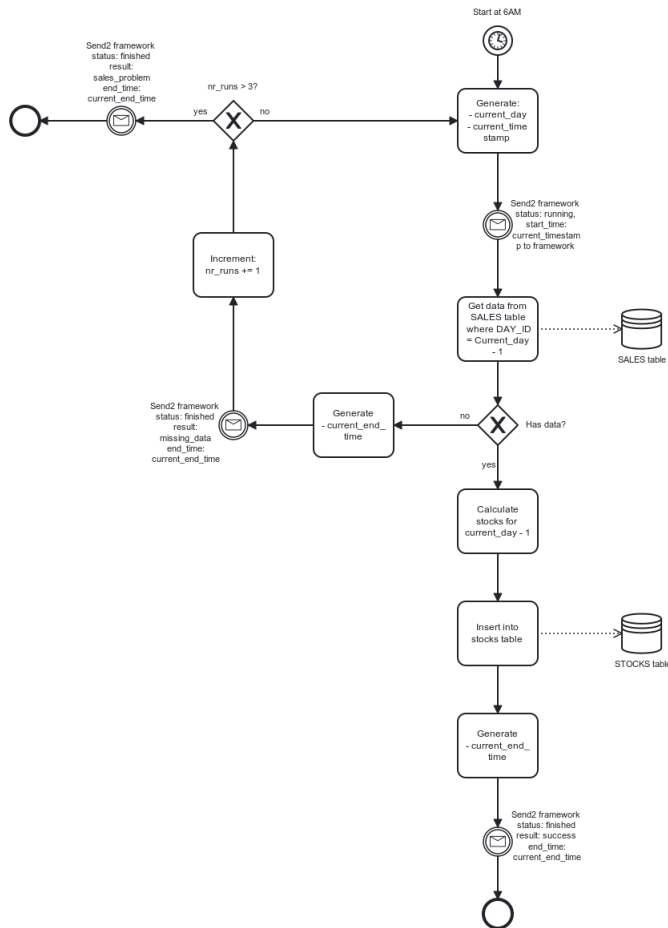 Start at 6AM
Send2 framework
status: finished
result:
sales_problem
end_time:
current_end_time
nr_runs > 3?
yes
no
Generate:
- current_day
- current_time
stamp
Send2 framework
status: running,
start_time:
current_timestam
p to framework
Increment:
nr_runs += 1
Get data from
SALES table
where DAY_ID
= Current_day
- 1
SALES table
Send2 framework
status: finished
result:
missing_data
end_time:
current_end_time
Generate
- current_end_
time
no
Has data?
yes
Calculate
stocks for
current_day - 1
Insert into
stocks table
STOCKS table
Generate
- current_end_
time
Send2 framework
status: finished
result: success
end_time:
current_end_time